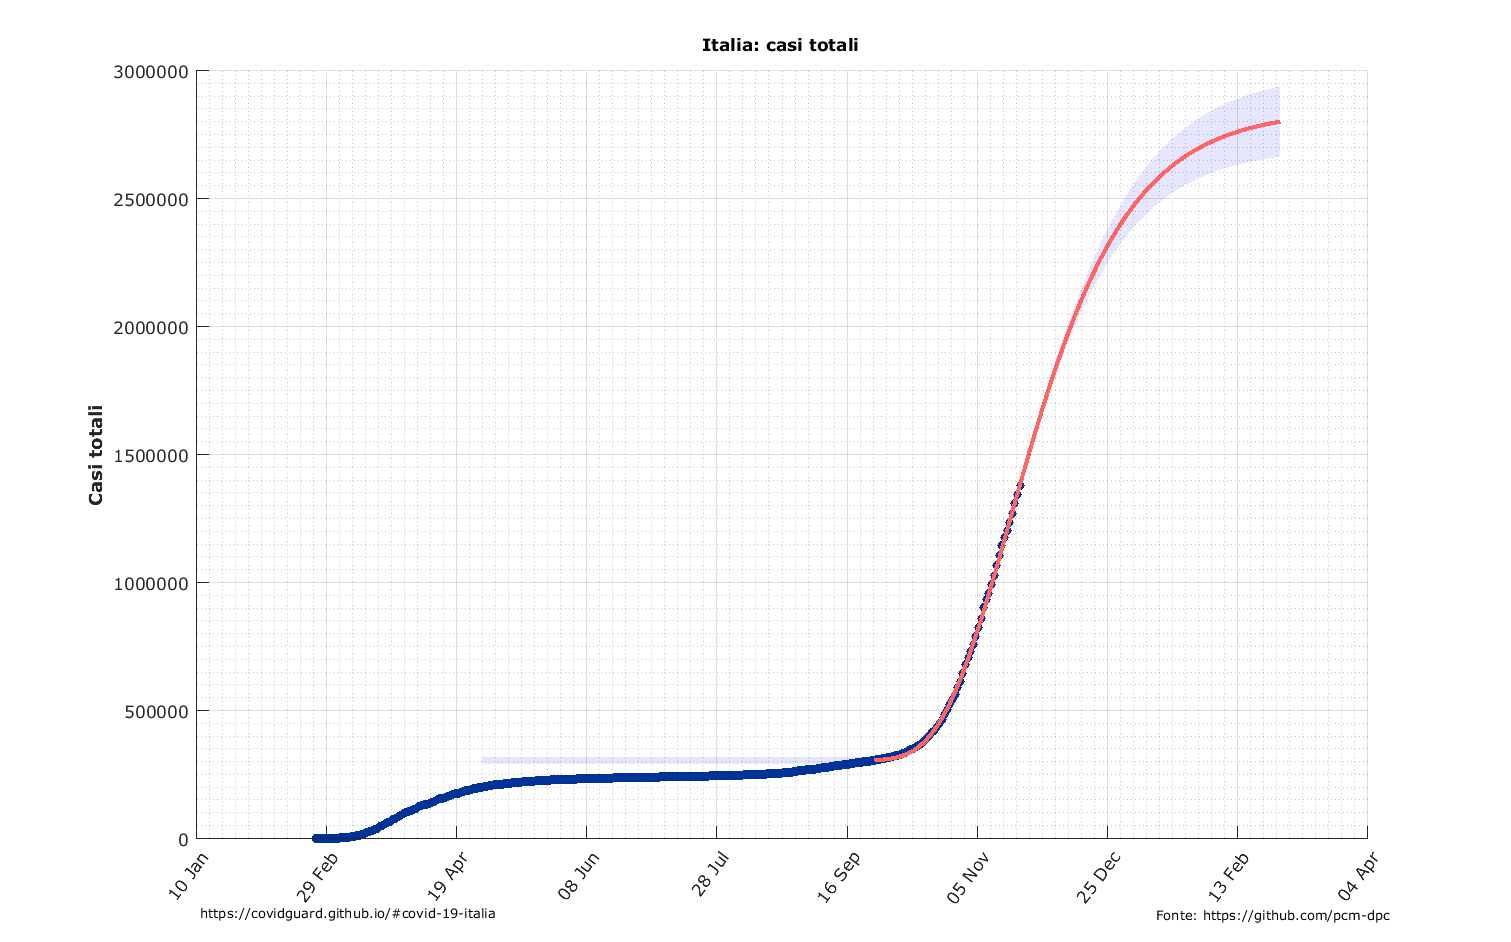 Italia: casi totali
3000000
2500000
2000000
1500000
1000000
500000
0
Casi totali
10 Jan
29 Feb
19 Apr
08 Jun
28 Jul
16 Sep
05 Nov
25 Dec
13 Feb
04 Apr
https://covidguard.github.io/#covid-19-italia
Fonte: https://github.com/pcm-dpc